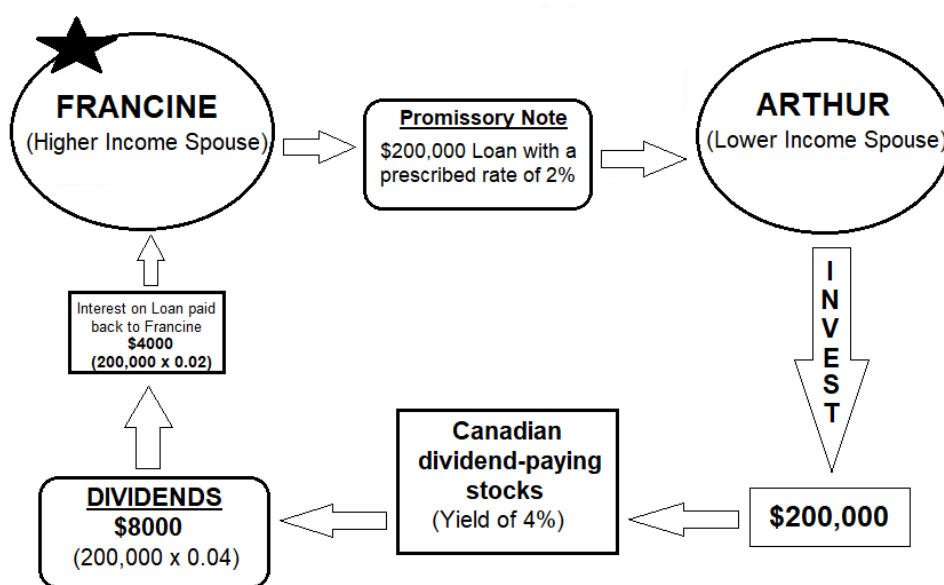 FRANCINE
(Higher Income Spouse)
Promissory Note
$200,000 Loan with a
prescribed rate of 2%
ARTHUR
(Lower Income Spouse)
INVEST
$200,000
Canadian
dividend-paying
stocks
(Yield of 4%)
DIVIDENDS
$8000
(200,000 x 0.04)
Interest on Loan paid
back to Francine
$4000
(200,000 x 0.02)